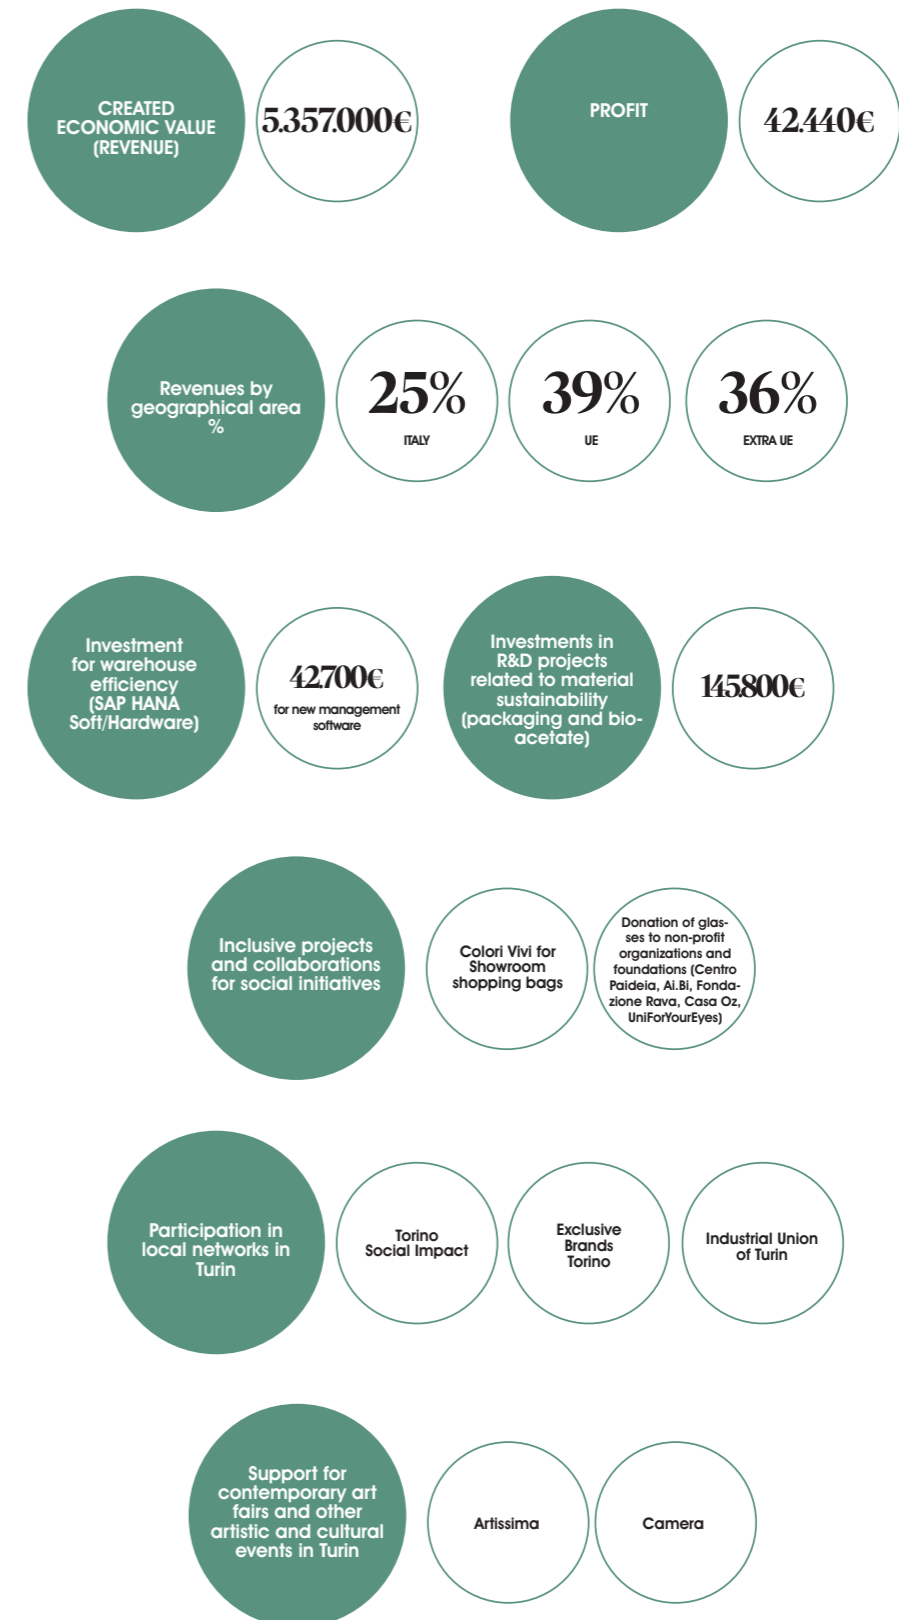 CREATED
ECONOMIC VALUE
(REVENUE)
5.357.000€
PROFIT
42.440€
Revenues by
geographical area
%
25%
ITALY
39%
UE
36%
EXTRA UE
Investment
for warehouse
efficiency
(SAP HANA
Soft/Hardware)
42.700€
for new management
software
Investments in
R&D projects
related to material
sustainability
(packaging and bio-
acetate)
145.800€
Inclusive projects
and collaborations
for social initiatives
Colori Vivi for
Showroom
shopping bags
Donation of glas-
ses to non-profit
organizations and
foundations (Centro
Paideia, Ai.Bi, Fonda-
zione Rava, Casa Oz,
UniForYourEyes)
Participation in
local networks in
Turin
Torino
Social Impact
Exclusive
Brands
Torino
Industrial Union
of Turin
Support for
contemporary art
fairs and other
artistic and cultural
events in Turin
Artissima
Camera